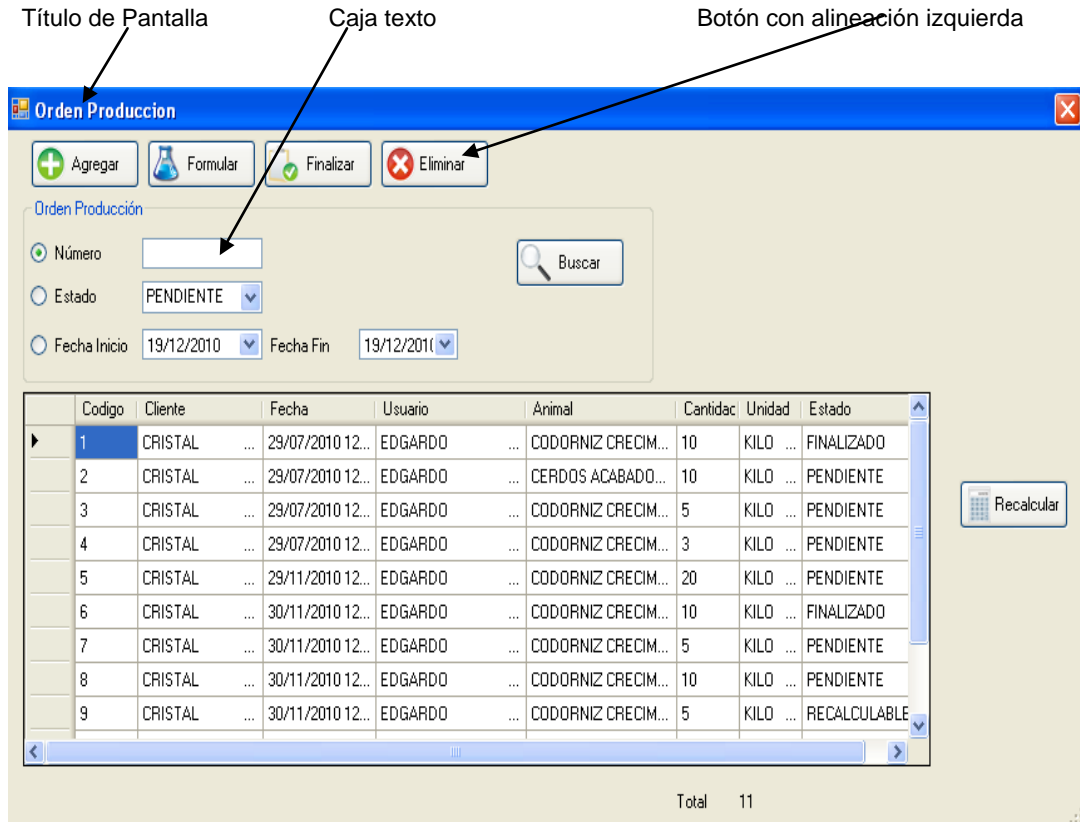 Título de Pantalla Caja texto Botón con alineación izquierda
Orden Produccion
Agregar Formular Finalizar Eliminar
Orden Producción
Número
Buscar
Estado PENDIENTE
Fecha Inicio 19/12/2010 Fecha Fin 19/12/201(
Codigo Cliente Fecha Usuario Animal Cantidac Unidad Estado
1 CRISTAL ... 29/07/2010 12... EDGARDO ... CODORNIZ CRECIM... 10 KILO ... FINALIZADO
2 CRISTAL ... 29/07/2010 12... EDGARDO ... CERDOS ACABADO... 10 KILO ... PENDIENTE
3 CRISTAL ... 29/07/2010 12... EDGARDO ... CODORNIZ CRECIM... 5 KILO ... PENDIENTE
Recalcular
4 CRISTAL ... 29/07/2010 12... EDGARDO ... CODORNIZ CRECIM... 3 KILO ... PENDIENTE
5 CRISTAL ... 29/11/2010 12... EDGARDO ... CODORNIZ CRECIM... 20 KILO ... PENDIENTE
6 CRISTAL ... 30/11/2010 12... EDGARDO ... CODORNIZ CRECIM... 10 KILO ... FINALIZADO
7 CRISTAL ... 30/11/2010 12... EDGARDO ... CODORNIZ CRECIM... 5 KILO ... PENDIENTE
8 CRISTAL ... 30/11/2010 12... EDGARDO ... CODORNIZ CRECIM... 10 KILO ... PENDIENTE
9 CRISTAL ... 30/11/2010 12... EDGARDO ... CODORNIZ CRECIM... 5 KILO ... RECALCULABLE
Total 11